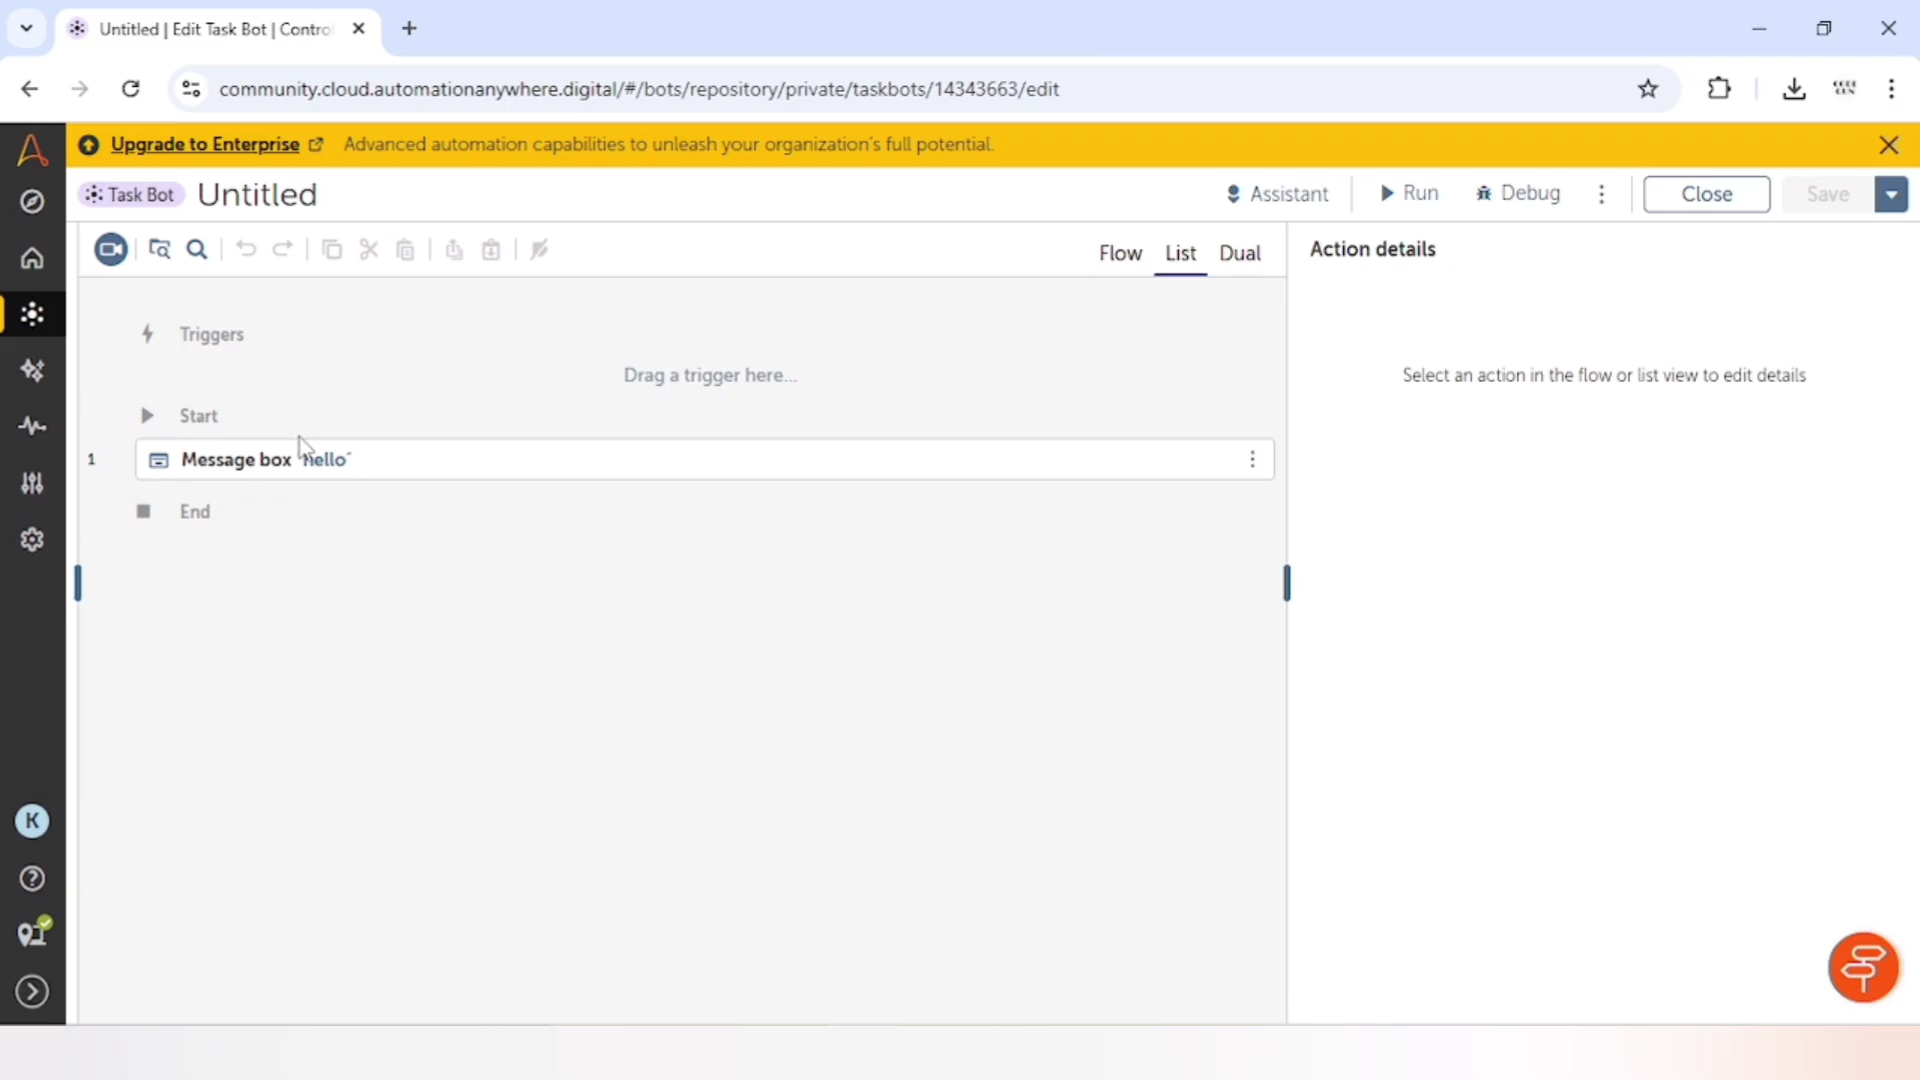 Untitled | Edit Task Bot | Contro
community.cloud.automationanywhere.digital/#/bots/repository/private/taskbots/14343663/edit
Upgrade to Enterprise Advanced automation capabilities to unleash your organization's full potential.
Task Bot Untitled Assistant Run Debug Close Save
Flow List Dual Action details
Triggers
Drag a trigger here... Select an action in the flow or list view to edit details
Start
1 Message box "hello"
End
K